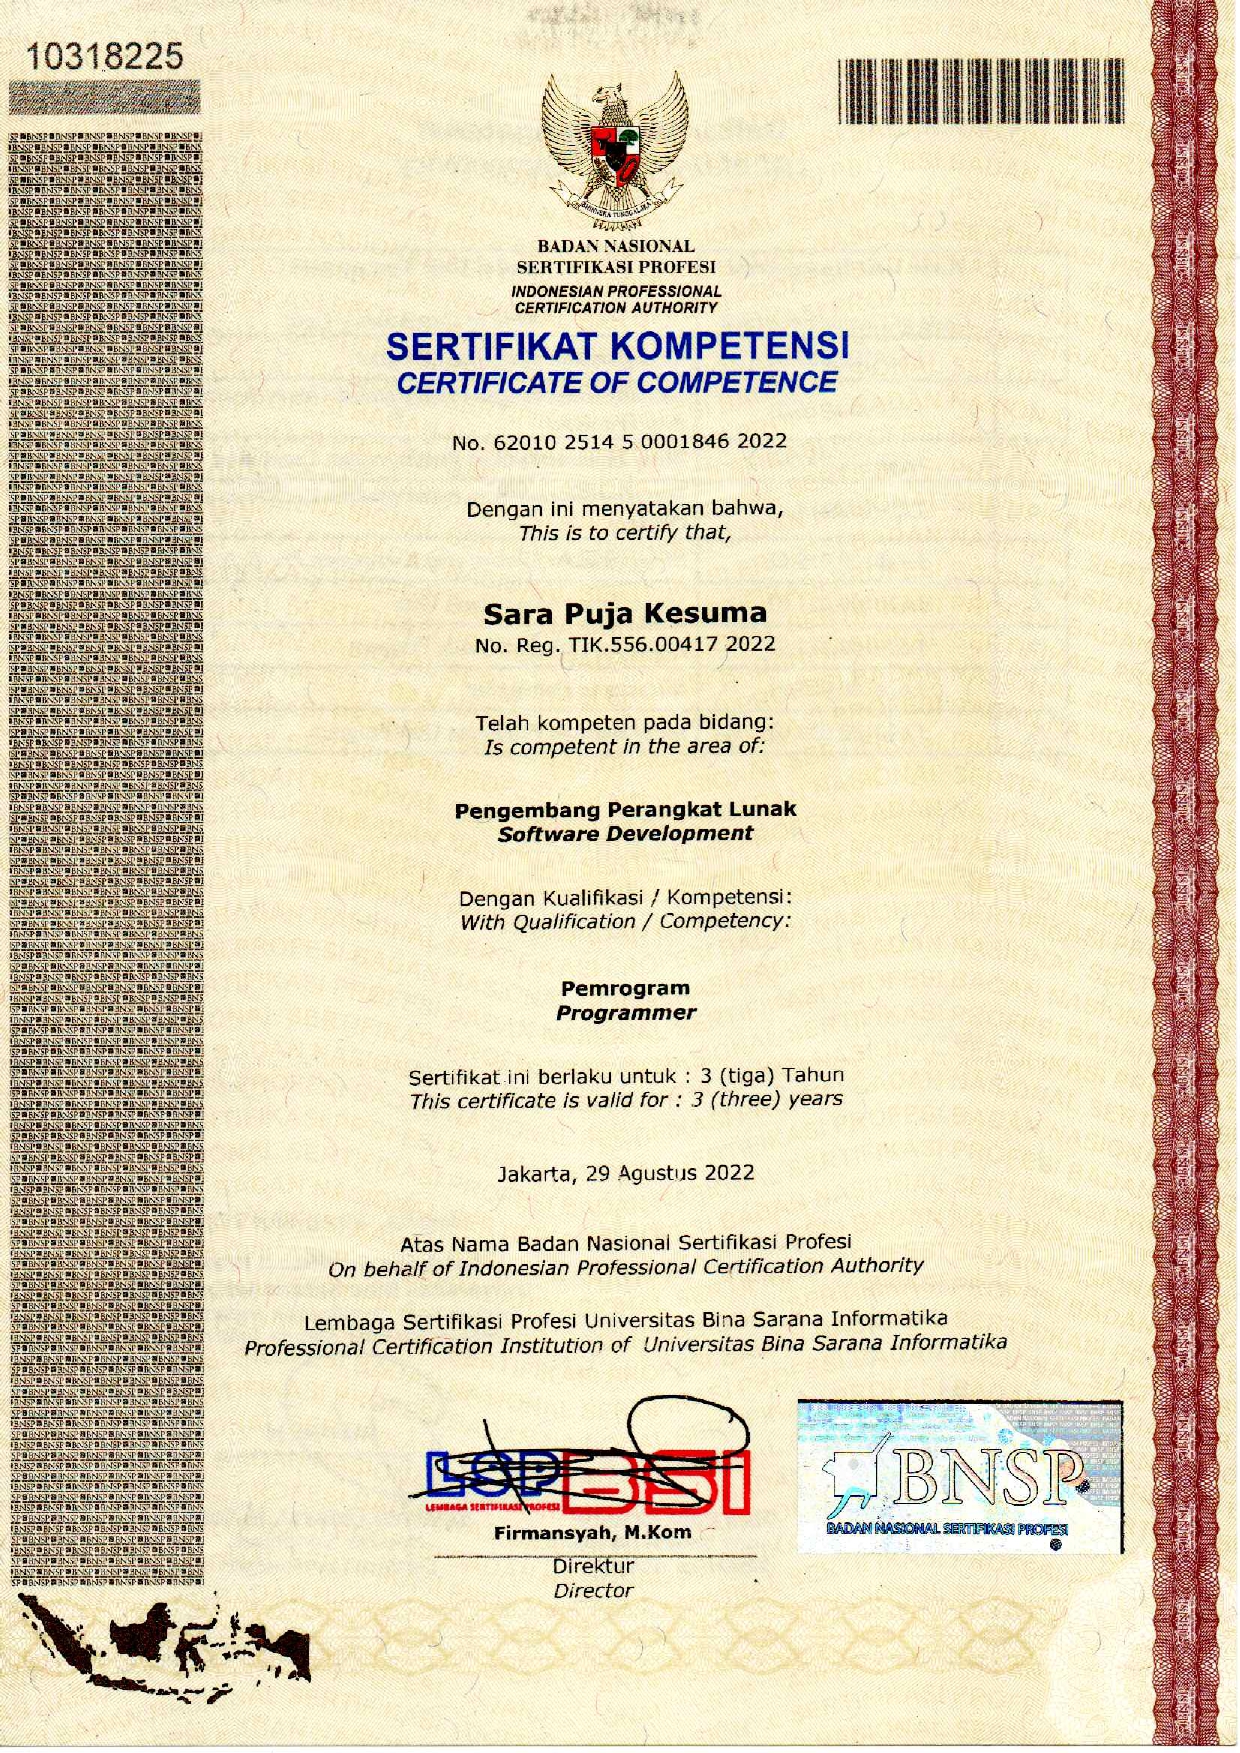 10318225
BADAN NASIONAL
SERTIFIKASI PROFESI
INDONESIAN PROFESSIONAL
CERTIFICATION AUTHORITY
SERTIFIKAT KOMPETENSI
CERTIFICATE OF COMPETENCE
No. 62010 2514 5 0001846 2022
Dengan ini menyatakan bahwa,
This is to certify that,
Sara Puja Kesuma
No. Reg. TIK.556.00417 2022
Telah kompeten pada bidang:
Is competent in the area of:
Pengembang Perangkat Lunak
Software Development
Dengan Kualifikasi / Kompetensi:
With Qualification / Competency:
Pemrogram
Programmer
Sertifikat ini berlaku untuk : 3 (tiga) Tahun
This certificate is valid for : 3 (three) years
Jakarta, 29 Agustus 2022
Atas Nama Badan Nasional Sertifikasi Profesi
On behalf of Indonesian Professional Certification Authority
Lembaga Sertifikasi Profesi Universitas Bina Sarana Informatika
Professional Certification Institution of Universitas Bina Sarana Informatika
LSP BSI
LEMBAGA SERTIFIKASI PROFESI
BNSP
BADAN NASIONAL SERTIFIKASI PROFESI
Firmansyah, M.Kom
Direktur
Director